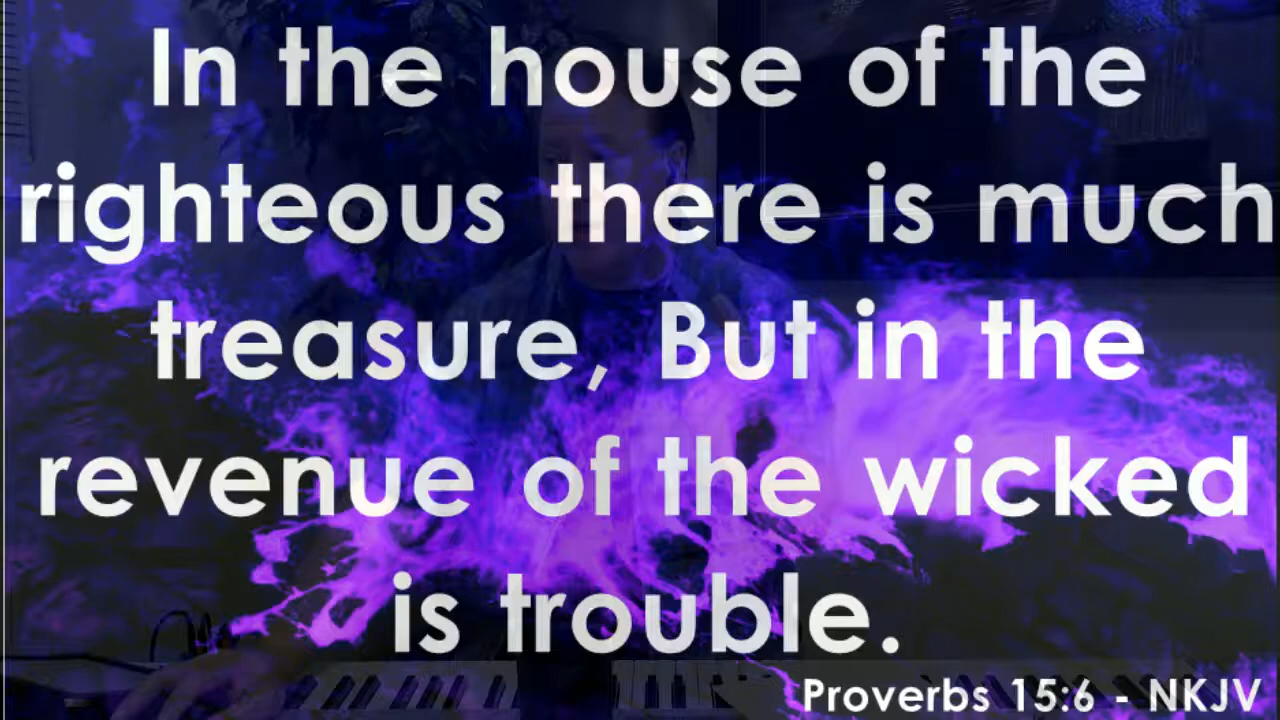 In the house of the
righteous there is much
treasure, But in the
revenue of the wicked
is trouble.
Proverbs 15:6 - NKJV